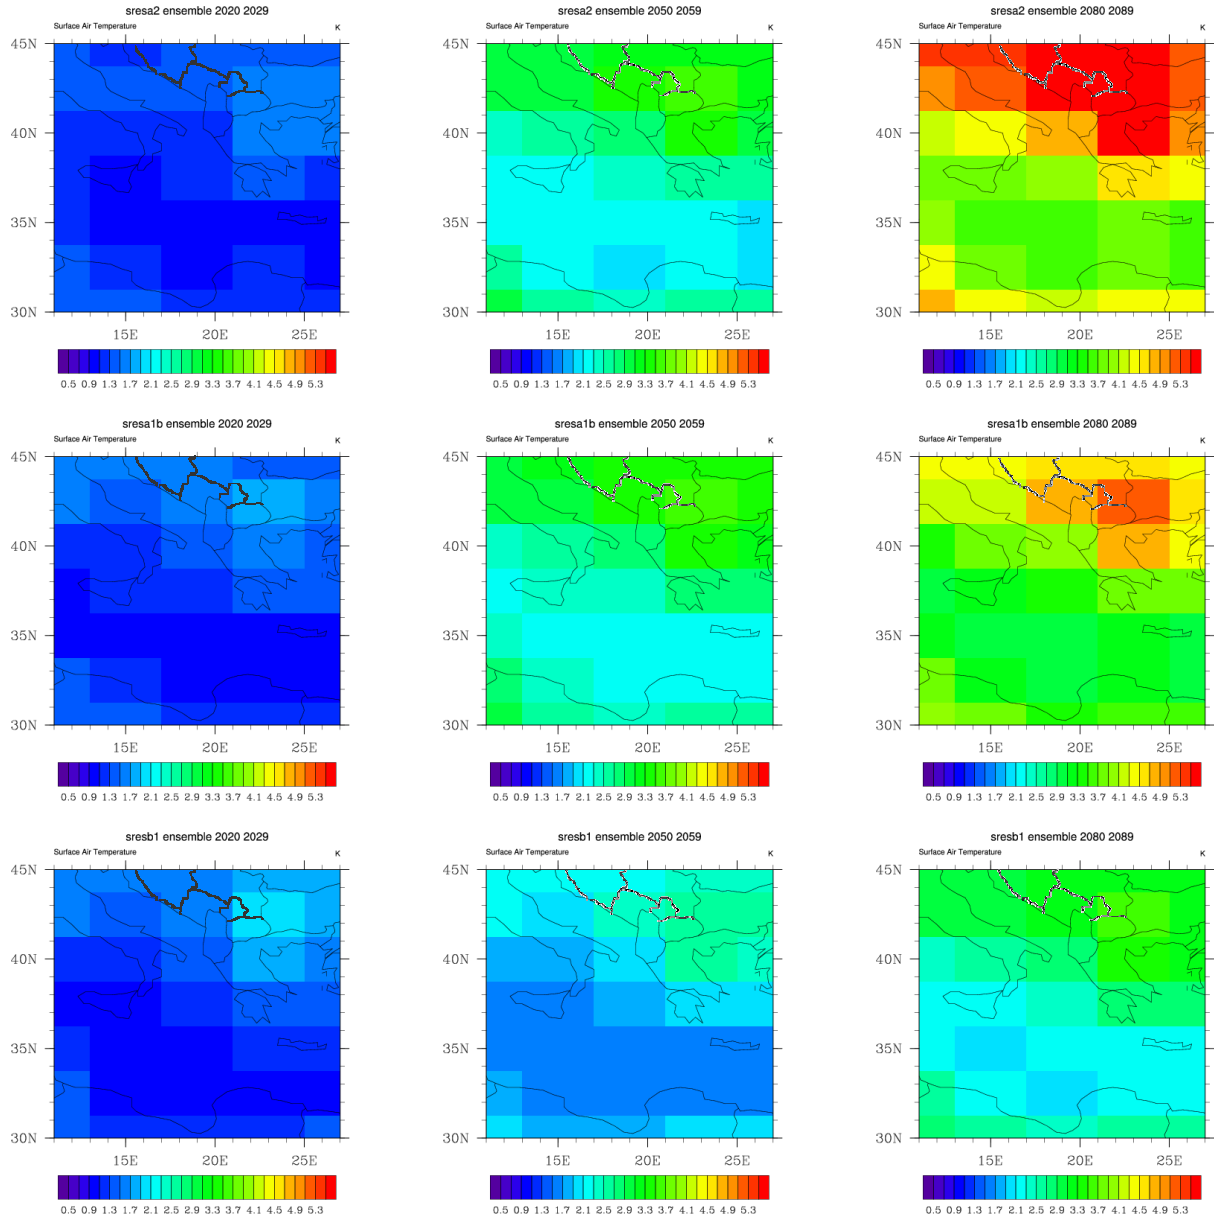 sresa2 ensemble 2020 2029
Surface Air Temperature K
45N
40N
35N
30N
15E 20E 25E
0.5 0.9 1.3 1.7 2.1 2.5 2.9 3.3 3.7 4.1 4.5 4.9 5.3
sresa2 ensemble 2050 2059
Surface Air Temperature K
45N
40N
35N
30N
15E 20E 25E
0.5 0.9 1.3 1.7 2.1 2.5 2.9 3.3 3.7 4.1 4.5 4.9 5.3
sresa2 ensemble 2080 2089
Surface Air Temperature K
45N
40N
35N
30N
15E 20E 25E
0.5 0.9 1.3 1.7 2.1 2.5 2.9 3.3 3.7 4.1 4.5 4.9 5.3
sresa1b ensemble 2020 2029
Surface Air Temperature K
45N
40N
35N
30N
15E 20E 25E
0.5 0.9 1.3 1.7 2.1 2.5 2.9 3.3 3.7 4.1 4.5 4.9 5.3
sresa1b ensemble 2050 2059
Surface Air Temperature K
45N
40N
35N
30N
15E 20E 25E
0.5 0.9 1.3 1.7 2.1 2.5 2.9 3.3 3.7 4.1 4.5 4.9 5.3
sresa1b ensemble 2080 2089
Surface Air Temperature K
45N
40N
35N
30N
15E 20E 25E
0.5 0.9 1.3 1.7 2.1 2.5 2.9 3.3 3.7 4.1 4.5 4.9 5.3
sresb1 ensemble 2020 2029
Surface Air Temperature K
45N
40N
35N
30N
15E 20E 25E
0.5 0.9 1.3 1.7 2.1 2.5 2.9 3.3 3.7 4.1 4.5 4.9 5.3
sresb1 ensemble 2050 2059
Surface Air Temperature K
45N
40N
35N
30N
15E 20E 25E
0.5 0.9 1.3 1.7 2.1 2.5 2.9 3.3 3.7 4.1 4.5 4.9 5.3
sresb1 ensemble 2080 2089
Surface Air Temperature K
45N
40N
35N
30N
15E 20E 25E
0.5 0.9 1.3 1.7 2.1 2.5 2.9 3.3 3.7 4.1 4.5 4.9 5.3